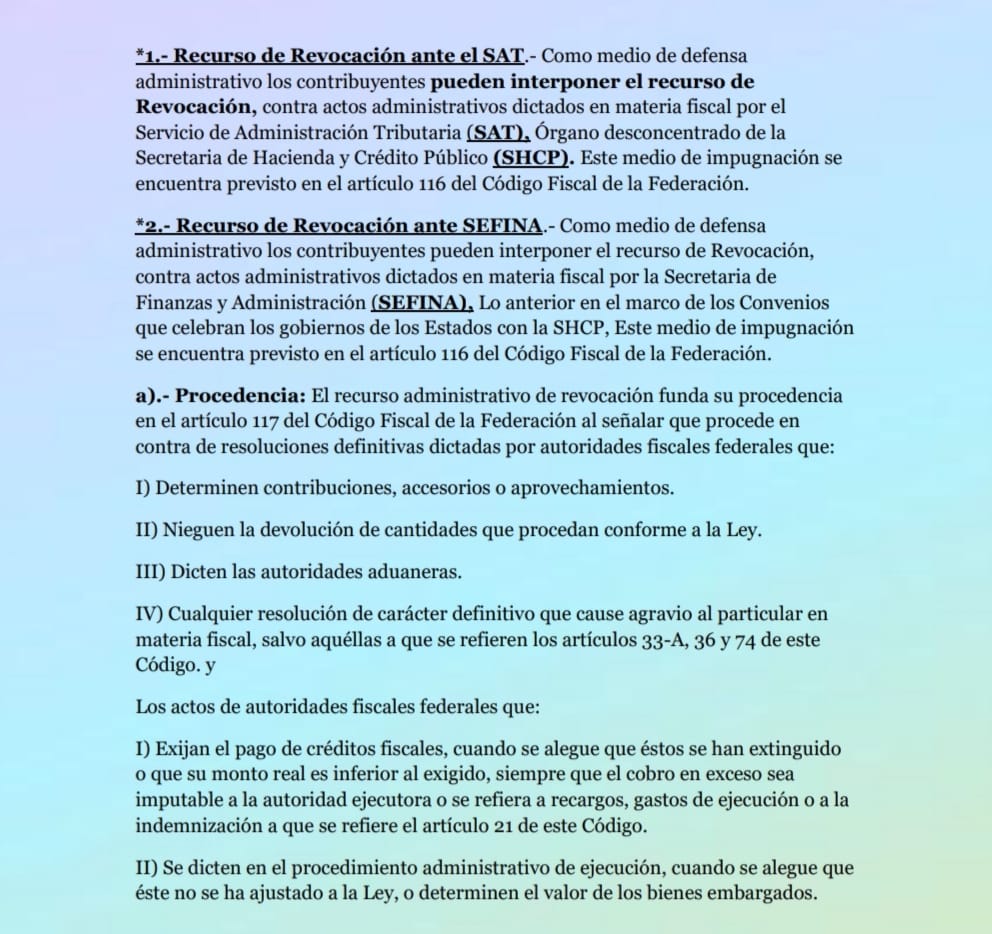 *1.- Recurso de Revocación ante el SAT.- Como medio de defensa
administrativo los contribuyentes pueden interponer el recurso de
Revocación, contra actos administrativos dictados en materia fiscal por el
Servicio de Administración Tributaria (SAT), Órgano desconcentrado de la
Secretaria de Hacienda y Crédito Público (SHCP). Este medio de impugnación se
encuentra previsto en el artículo 116 del Código Fiscal de la Federación.
*2.- Recurso de Revocación ante SEFINA.- Como medio de defensa
administrativo los contribuyentes pueden interponer el recurso de Revocación,
contra actos administrativos dictados en materia fiscal por la Secretaria de
Finanzas y Administración (SEFINA), Lo anterior en el marco de los Convenios
que celebran los gobiernos de los Estados con la SHCP, Este medio de impugnación
se encuentra previsto en el artículo 116 del Código Fiscal de la Federación.
a).- Procedencia: El recurso administrativo de revocación funda su procedencia
en el artículo 117 del Código Fiscal de la Federación al señalar que procede en
contra de resoluciones definitivas dictadas por autoridades fiscales federales que:
I) Determinen contribuciones, accesorios o aprovechamientos.
II) Nieguen la devolución de cantidades que procedan conforme a la Ley.
III) Dicten las autoridades aduaneras.
IV) Cualquier resolución de carácter definitivo que cause agravio al particular en
materia fiscal, salvo aquéllas a que se refieren los artículos 33-A, 36 y 74 de este
Código. y
Los actos de autoridades fiscales federales que:
I) Exijan el pago de créditos fiscales, cuando se alegue que éstos se han extinguido
o que su monto real es inferior al exigido, siempre que el cobro en exceso sea
imputable a la autoridad ejecutora o se refiera a recargos, gastos de ejecución o a la
indemnización a que se refiere el artículo 21 de este Código.
II) Se dicten en el procedimiento administrativo de ejecución, cuando se alegue que
éste no se ha ajustado a la Ley, o determinen el valor de los bienes embargados.